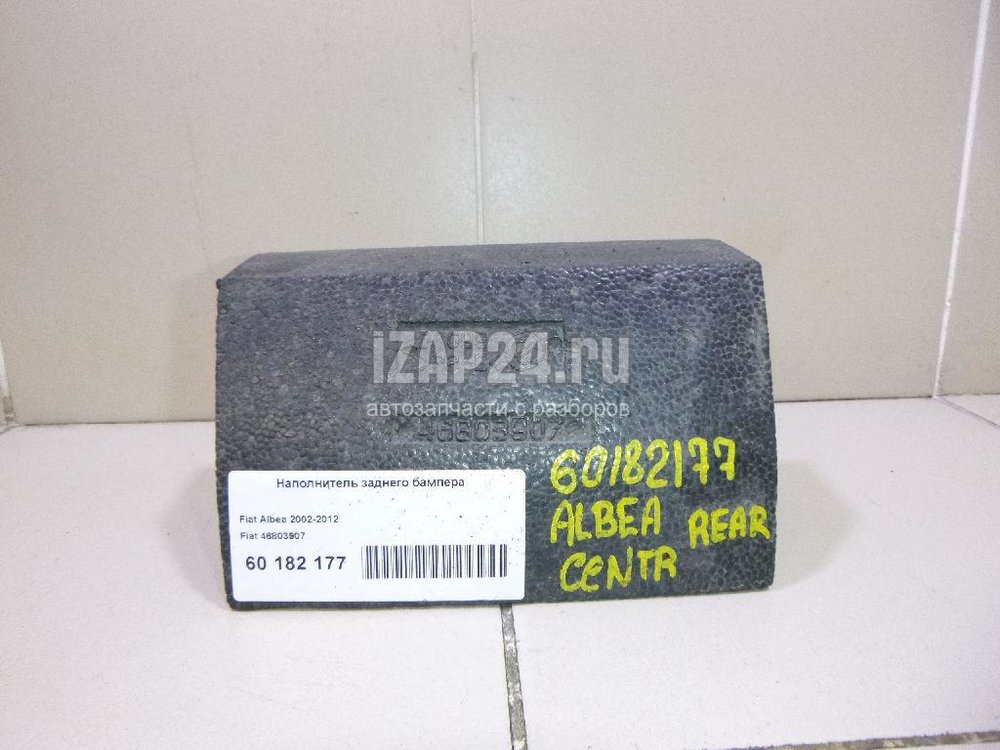 iZAP24.ru
автозапчасти с разборов
46803907
Наполнитель заднего бампера
Fiat Albea 2002-2012
Fiat 46803907
60 182 177
60182177
ALBEA REAR
CENTR